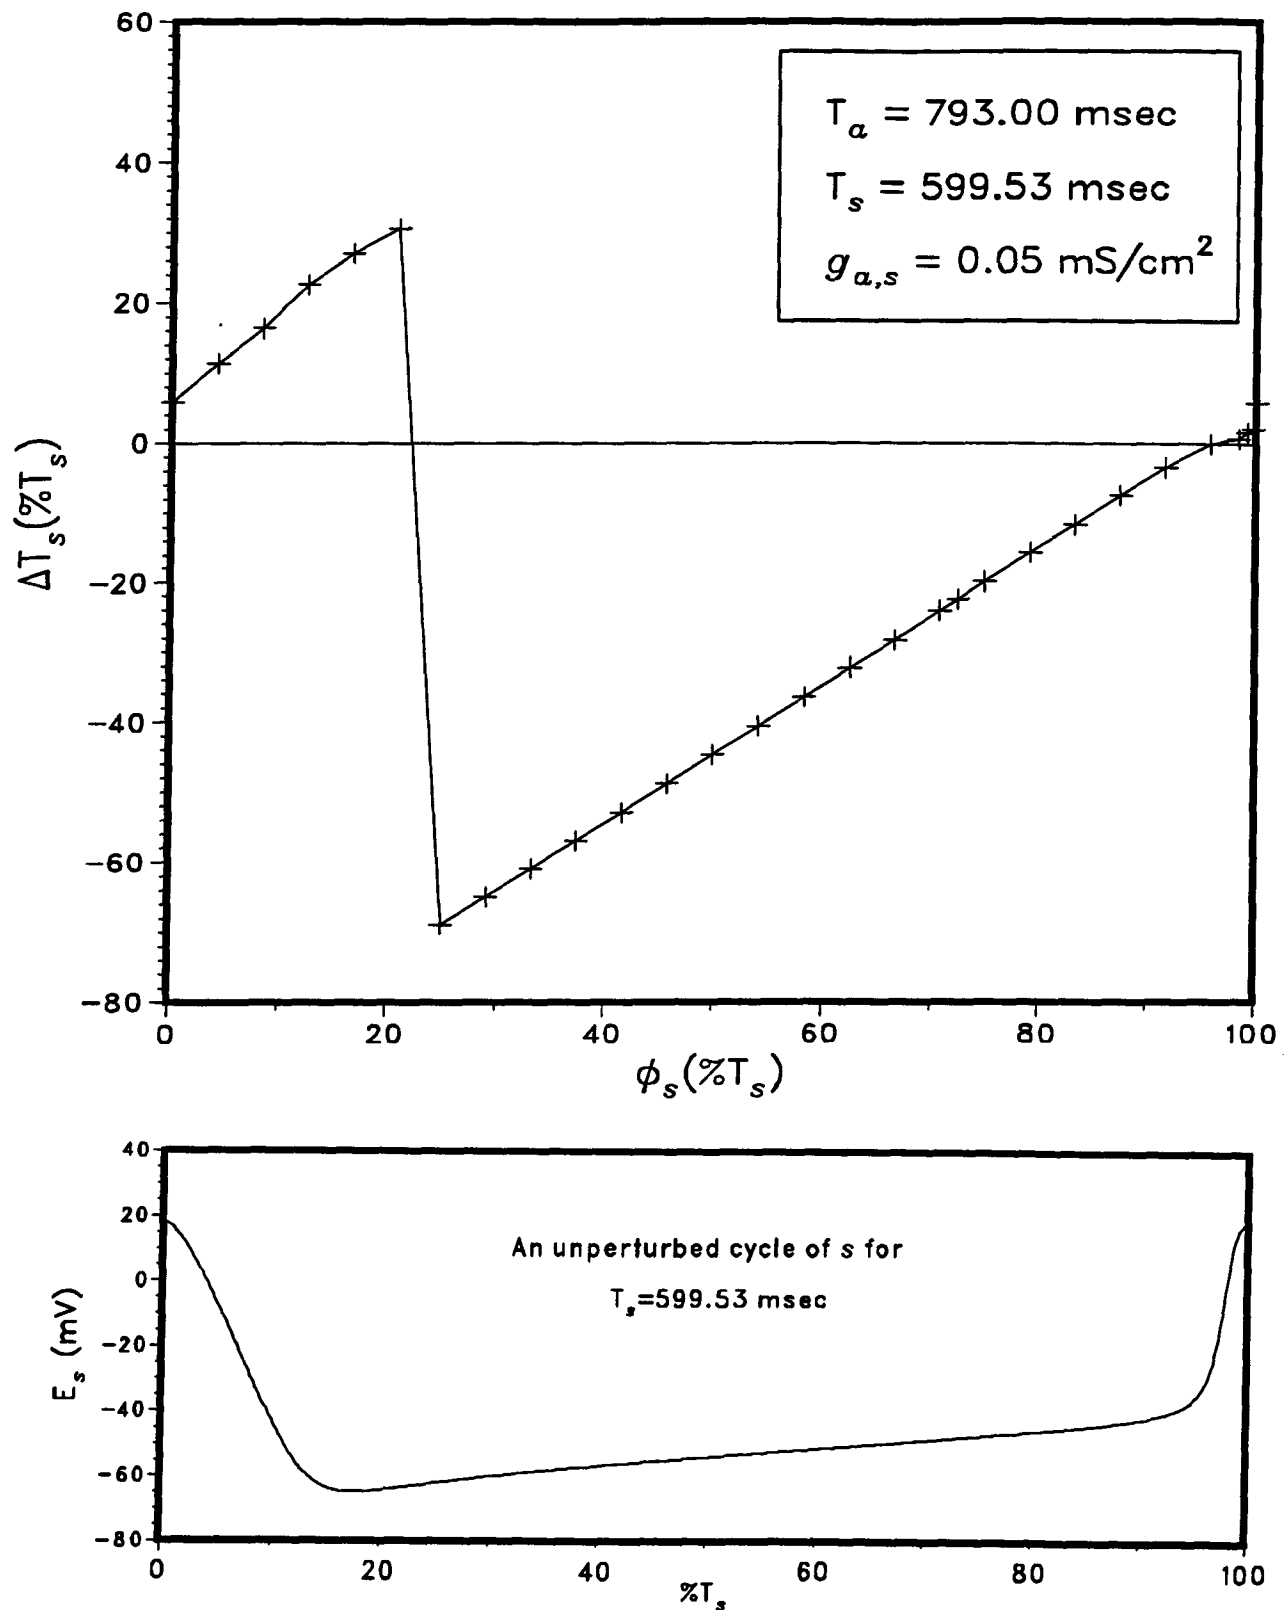 60
40
20
0
−20
−40
−60
−80
ΔT_s(%T_s)
T_a = 793.00 msec
T_s = 599.53 msec
g_{a,s} = 0.05 mS/cm²
0 20 40 60 80 100
ϕ_s(%T_s)
40
20
0
−20
−40
−60
−80
E_s (mV)
An unperturbed cycle of s for
T_s=599.53 msec
0 20 40 60 80 100
%T_s